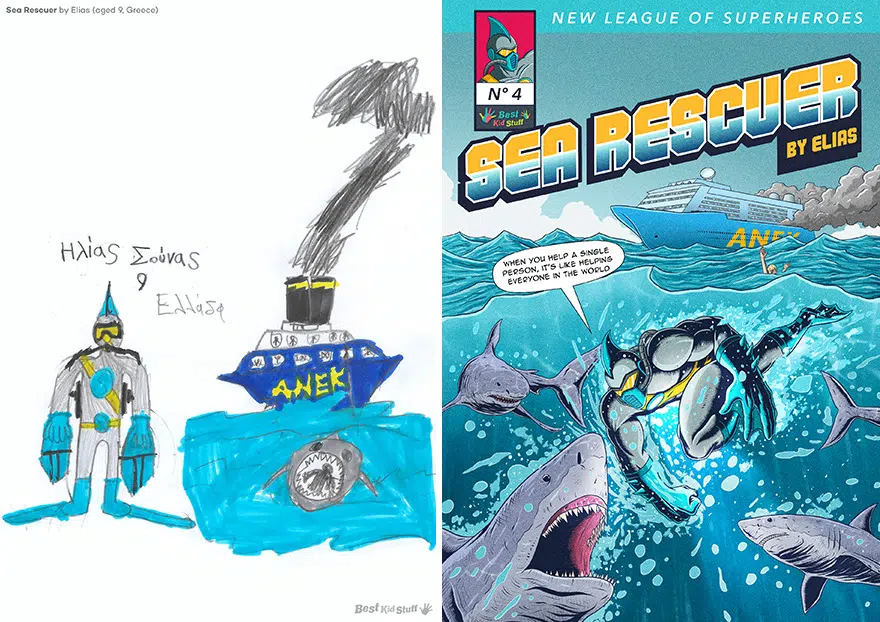 Sea Rescuer by Elias (aged 9, Greece)
Ηλίας Σούνας
9
Ελλάδα
ANEK
Best Kid Stuff
NEW LEAGUE OF SUPERHEROES
N° 4
Best
Kid Stuff
SEA RESCUER
BY ELIAS
ANEK
WHEN YOU HELP A SINGLE
PERSON, IT'S LIKE HELPING
EVERYONE IN THE WORLD